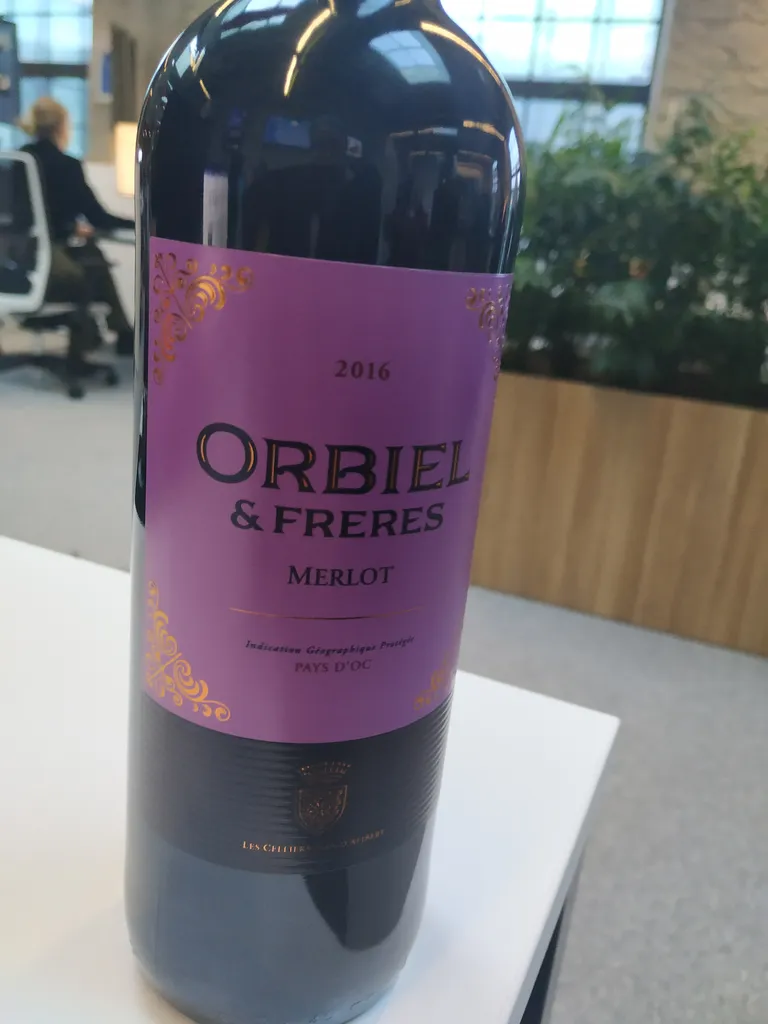 2016
ORBIEL
& FRERES
MERLOT
Indication Géographique Protégée
PAYS D'OC
LES CELLIERS